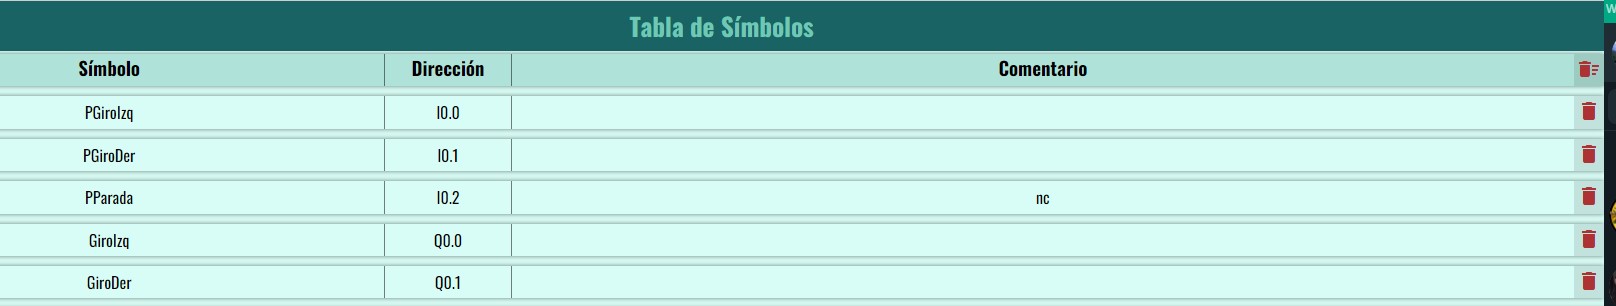 Tabla de Símbolos
Símbolo Dirección Comentario
PGiroIzq I0.0
PGiroDer I0.1
PParada I0.2 nc
GiroIzq Q0.0
GiroDer Q0.1